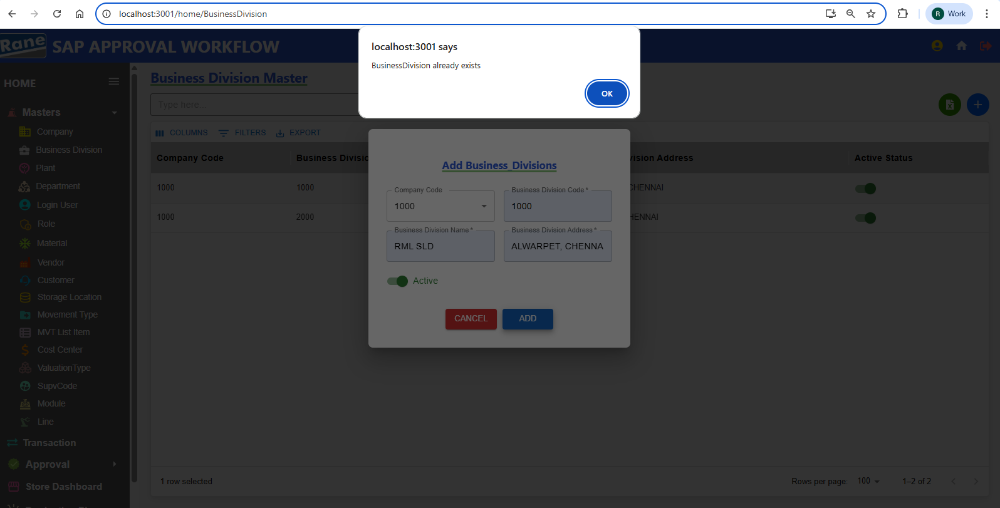 localhost:3001/home/BusinessDivision
R Work
localhost:3001 says
BusinessDivision already exists
OK
Rane
SAP APPROVAL WORKFLOW
HOME
Masters
Company
Business Division
Plant
Department
Login User
Role
Material
Vendor
Customer
Storage Location
Movement Type
MVT List Item
Cost Center
ValuationType
SupvCode
Module
Line
Transaction
Approval
Store Dashboard
Business Division Master
Type here...
COLUMNS FILTERS EXPORT
Company Code Business Divisio vision Address Active Status
1000 1000 CHENNAI
1000 2000 HENNAI
Add Business_Divisions
Company Code Business Division Code *
1000 1000
Business Division Name * Business Division Address *
RML SLD ALWARPET, CHENNA
Active
CANCEL ADD
1 row selected Rows per page: 100 1–2 of 2